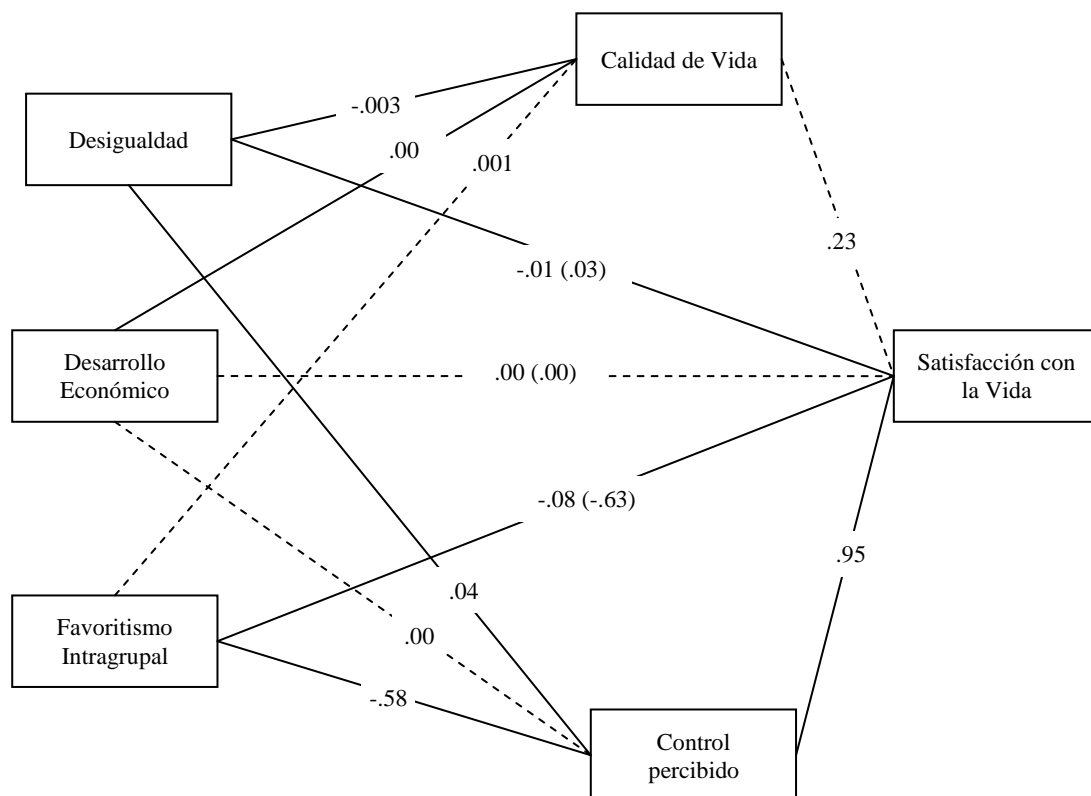 Calidad de Vida
-.003
Desigualdad
.00
.001
.23
-.01 (.03)
Desarrollo
Económico
.00 (.00)
Satisfacción con
la Vida
-.08 (-.63)
.95
.04
Favoritismo
Intragrupal
.00
-.58
Control
percibido